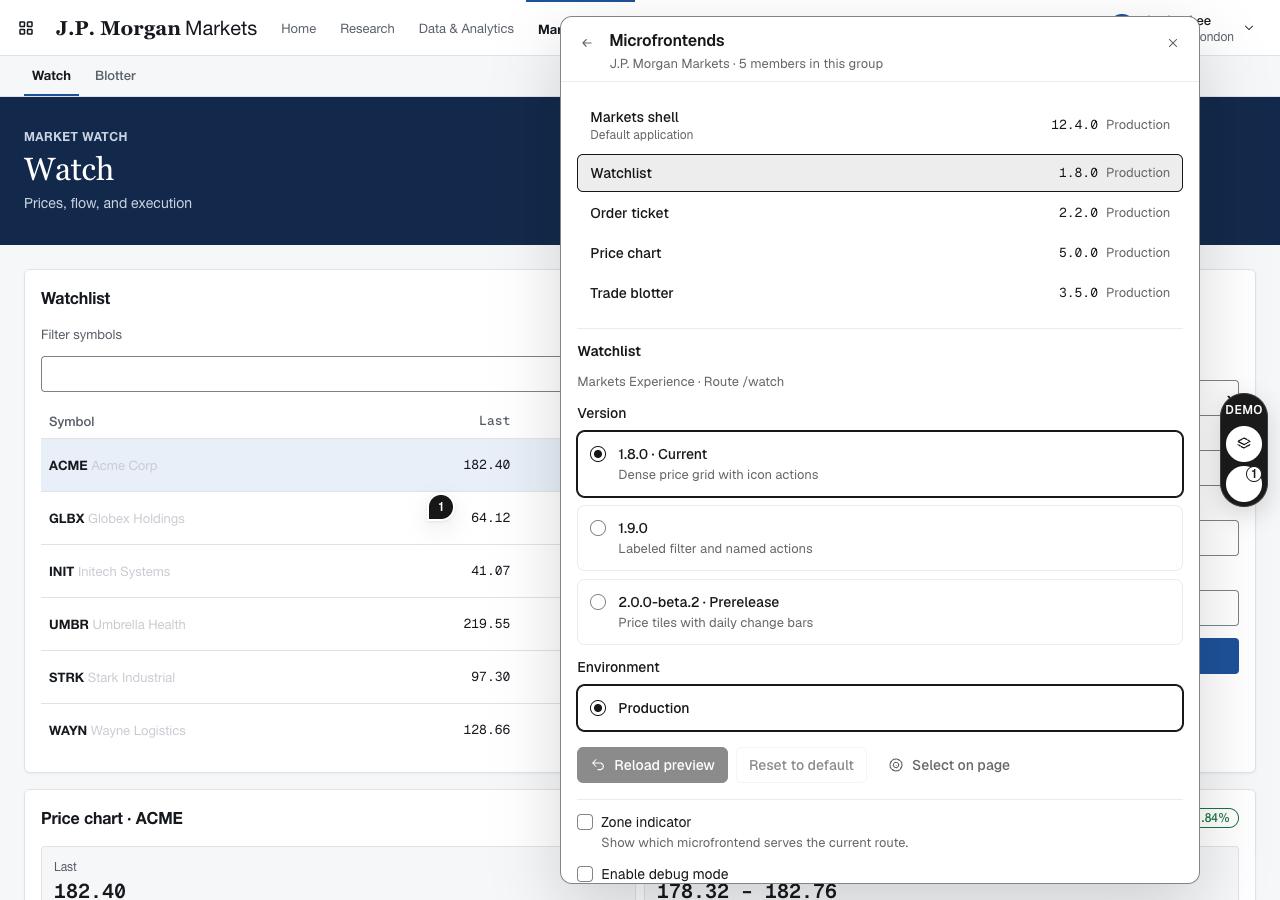 J.P. Morgan Markets
Home
Research
Data & Analytics
ondon
Watch
Blotter
MARKET WATCH
Watch
Prices, flow, and execution
Watchlist
Filter symbols
Symbol
Last
ACME Acme Corp
182.40
GLBX Globex Holdings
64.12
1
INIT Initech Systems
41.07
UMBR Umbrella Health
219.55
STRK Stark Industrial
97.30
WAYN Wayne Logistics
128.66
Price chart · ACME
.84%
Last
182.40
178.32 – 182.76
Microfrontends
J.P. Morgan Markets · 5 members in this group
Markets shell
Default application
12.4.0 Production
Watchlist
1.8.0 Production
Order ticket
2.2.0 Production
Price chart
5.0.0 Production
Trade blotter
3.5.0 Production
Watchlist
Markets Experience · Route /watch
Version
1.8.0 · Current
Dense price grid with icon actions
1.9.0
Labeled filter and named actions
2.0.0-beta.2 · Prerelease
Price tiles with daily change bars
Environment
Production
Reload preview
Reset to default
Select on page
Zone indicator
Show which microfrontend serves the current route.
Enable debug mode
DEMO
1